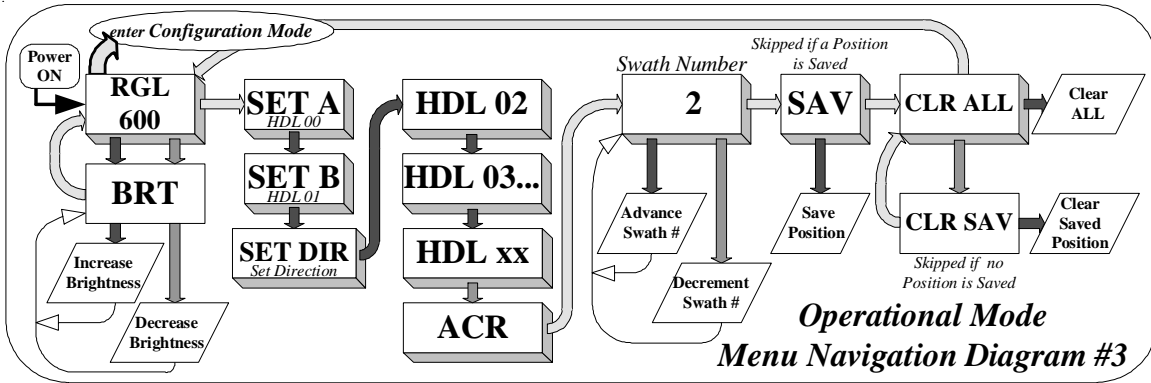 enter Configuration Mode
Power
ON
RGL
600
BRT
Increase
Brightness
Decrease
Brightness
SET A
HDL 00
SET B
HDL 01
SET DIR
Set Direction
HDL 02
HDL 03...
HDL xx
ACR
Swath Number
2
Advance
Swath #
Decrement
Swath #
Skipped if a Position
is Saved
SAV
Save
Position
CLR ALL
Clear
ALL
CLR SAV
Clear
Saved
Position
Skipped if no
Position is Saved
Operational Mode
Menu Navigation Diagram #3